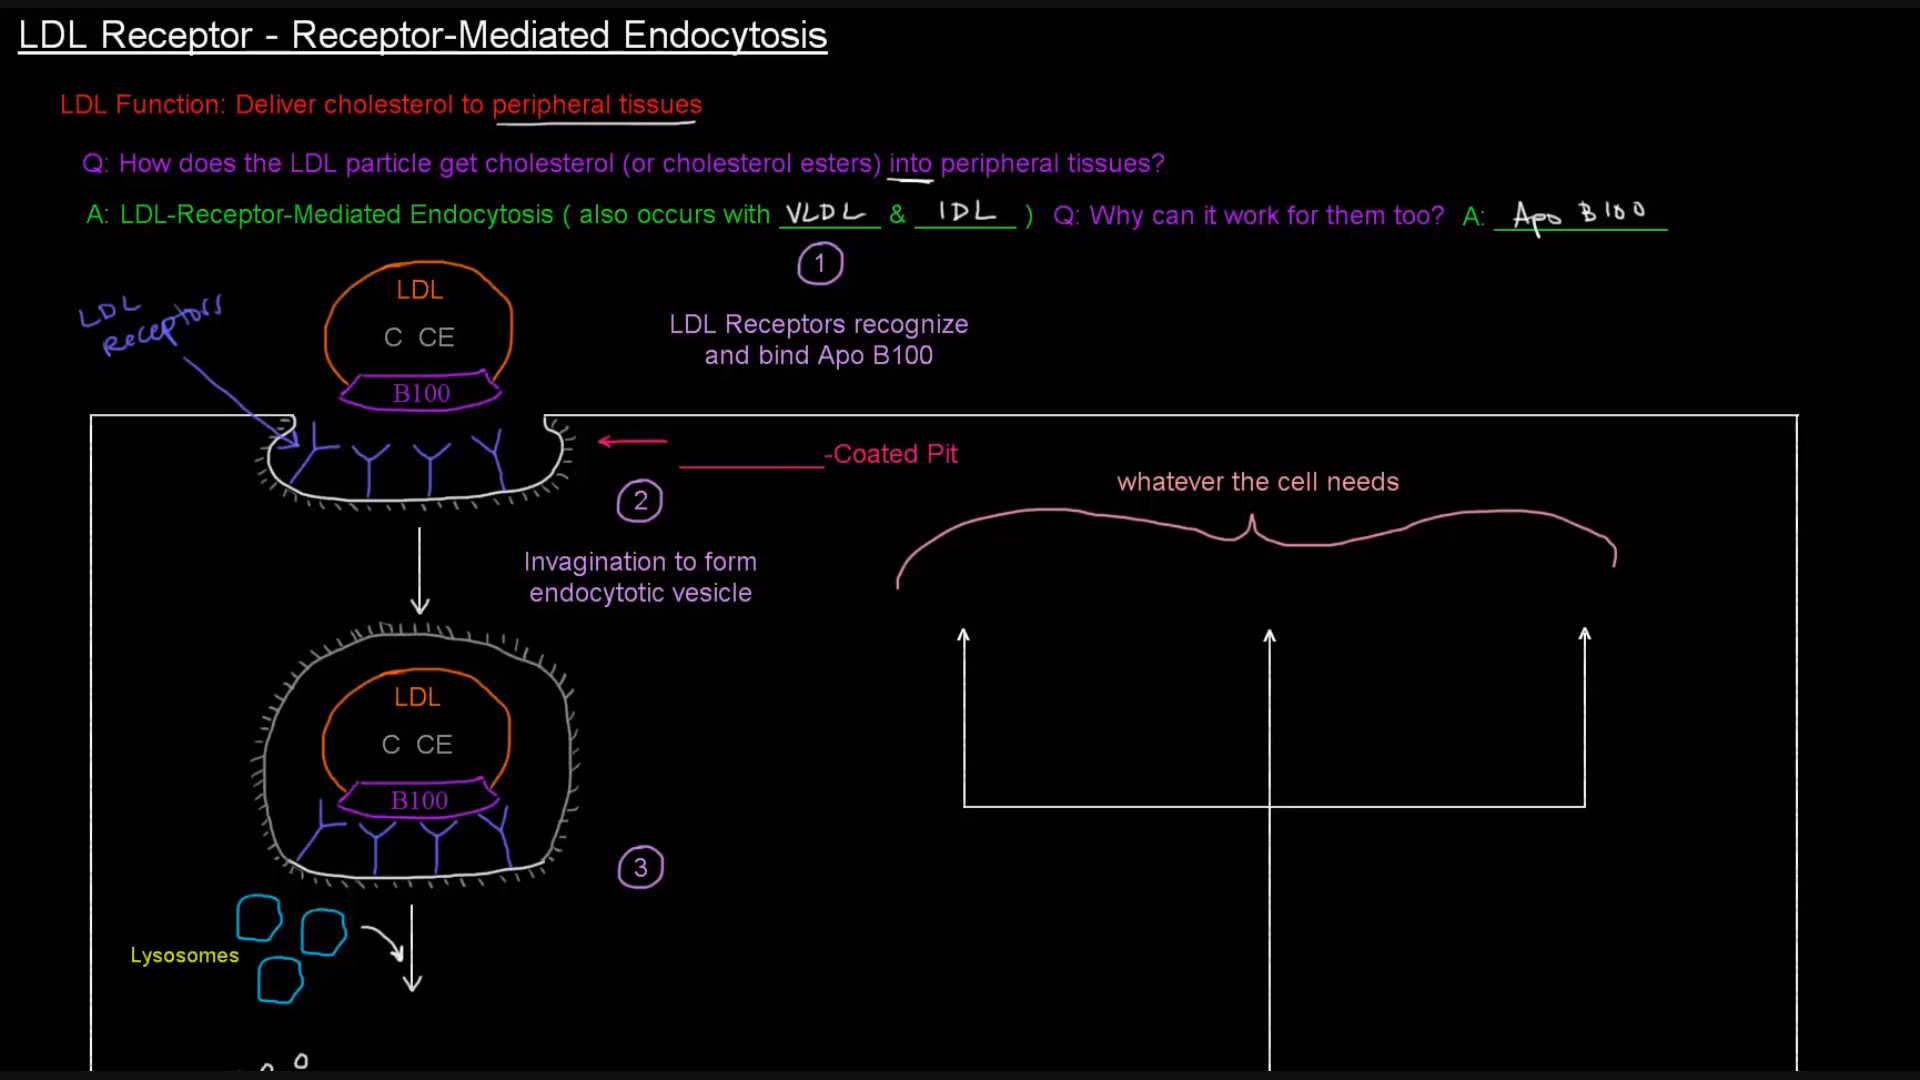 LDL Receptor - Receptor-Mediated Endocytosis
LDL Function: Deliver cholesterol to peripheral tissues
Q: How does the LDL particle get cholesterol (or cholesterol esters) into peripheral tissues?
A: LDL-Receptor-Mediated Endocytosis ( also occurs with VLDL & IDL ) Q: Why can it work for them too? A: Apo B100
1
LDL Receptors recognize
and bind Apo B100
LDL
Receptors
LDL
C CE
B100
__________-Coated Pit
2
Invagination to form
endocytotic vesicle
whatever the cell needs
LDL
C CE
B100
3
Lysosomes